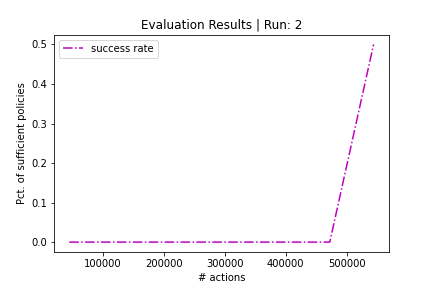 Evaluation Results | Run: 2
success rate
Pct. of sufficient policies
0.5
0.4
0.3
0.2
0.1
0.0
100000 200000 300000 400000 500000
# actions